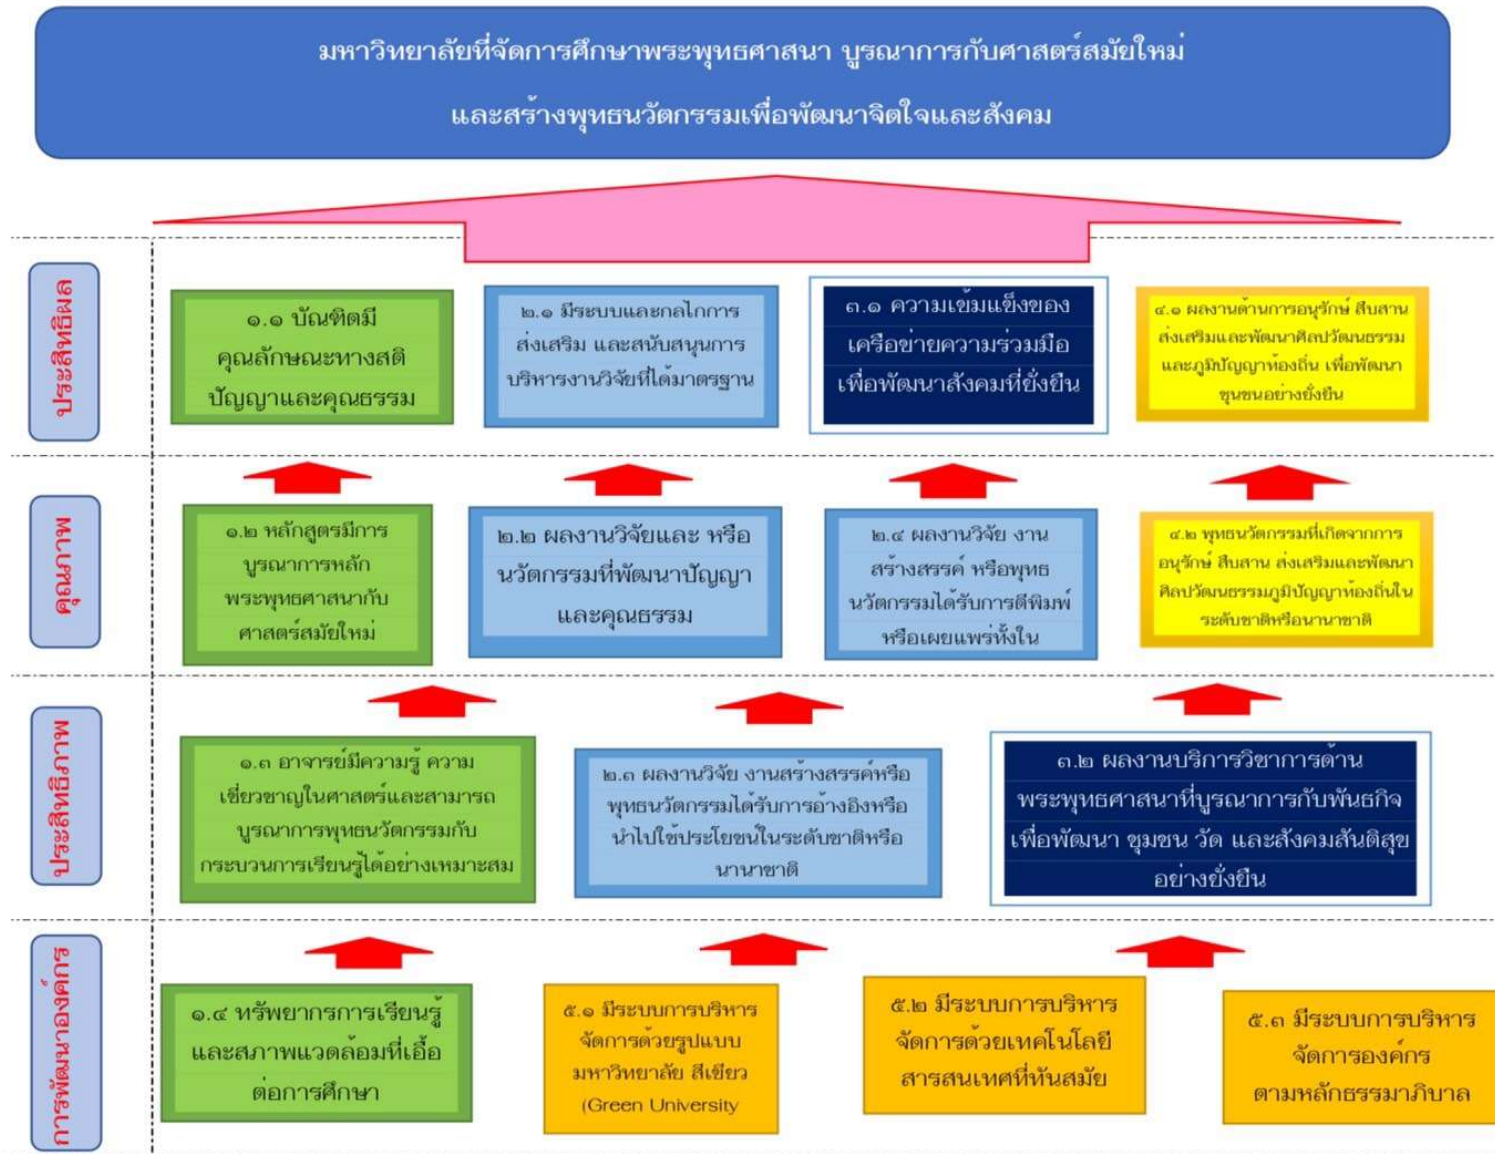 มหาวิทยาลัยที่จัดการศึกษาพระพุทธศาสนา บูรณาการกับศาสตร์สมัยใหม่
และสร้างพุทธนวัตกรรมเพื่อพัฒนาจิตใจและสังคม
ประสิทธิผล
๑.๑ บัณฑิตมี
คุณลักษณะทางสติ
ปัญญาและคุณธรรม
๒.๑ มีระบบและกลไกการ
ส่งเสริม และสนับสนุนการ
บริหารงานวิจัยที่ได้มาตรฐาน
๓.๑ ความเข้มแข็งของ
เครือข่ายความร่วมมือ
เพื่อพัฒนาสังคมที่ยั่งยืน
๔.๑ ผลงานด้านการอนุรักษ์ สืบสาน
ส่งเสริมและพัฒนาศิลปวัฒนธรรม
และภูมิปัญญาท้องถิ่น เพื่อพัฒนา
ชุมชนอย่างยั่งยืน
คุณภาพ
๑.๒ หลักสูตรมีการ
บูรณาการหลัก
พระพุทธศาสนากับ
ศาสตร์สมัยใหม่
๒.๒ ผลงานวิจัยและ หรือ
นวัตกรรมที่พัฒนาปัญญา
และคุณธรรม
๒.๔ ผลงานวิจัย งาน
สร้างสรรค์ หรือพุทธ
นวัตกรรมได้รับการตีพิมพ์
หรือเผยแพร่ทั้งใน
๔.๒ พุทธนวัตกรรมที่เกิดจากการ
อนุรักษ์ สืบสาน ส่งเสริมและพัฒนา
ศิลปวัฒนธรรมภูมิปัญญาท้องถิ่นใน
ระดับชาติหรือนานาชาติ
ประสิทธิภาพ
๑.๓ อาจารย์มีความรู้ ความ
เชี่ยวชาญในศาสตร์และสามารถ
บูรณาการพุทธนวัตกรรมกับ
กระบวนการเรียนรู้ได้อย่างเหมาะสม
๒.๓ ผลงานวิจัย งานสร้างสรรค์หรือ
พุทธนวัตกรรมได้รับการอ้างอิงหรือ
นำไปใช้ประโยชน์ในระดับชาติหรือ
นานาชาติ
๓.๒ ผลงานบริการวิชาการด้าน
พระพุทธศาสนาที่บูรณาการกับพันธกิจ
เพื่อพัฒนา ชุมชน วัด และสังคมสันติสุข
อย่างยั่งยืน
การพัฒนาองค์กร
๑.๔ ทรัพยากรการเรียนรู้
และสภาพแวดล้อมที่เอื้อ
ต่อการศึกษา
๕.๑ มีระบบการบริหาร
จัดการด้วยรูปแบบ
มหาวิทยาลัย สีเขียว
(Green University
๕.๒ มีระบบการบริหาร
จัดการด้วยเทคโนโลยี
สารสนเทศที่ทันสมัย
๕.๓ มีระบบการบริหาร
จัดการองค์กร
ตามหลักธรรมาภิบาล